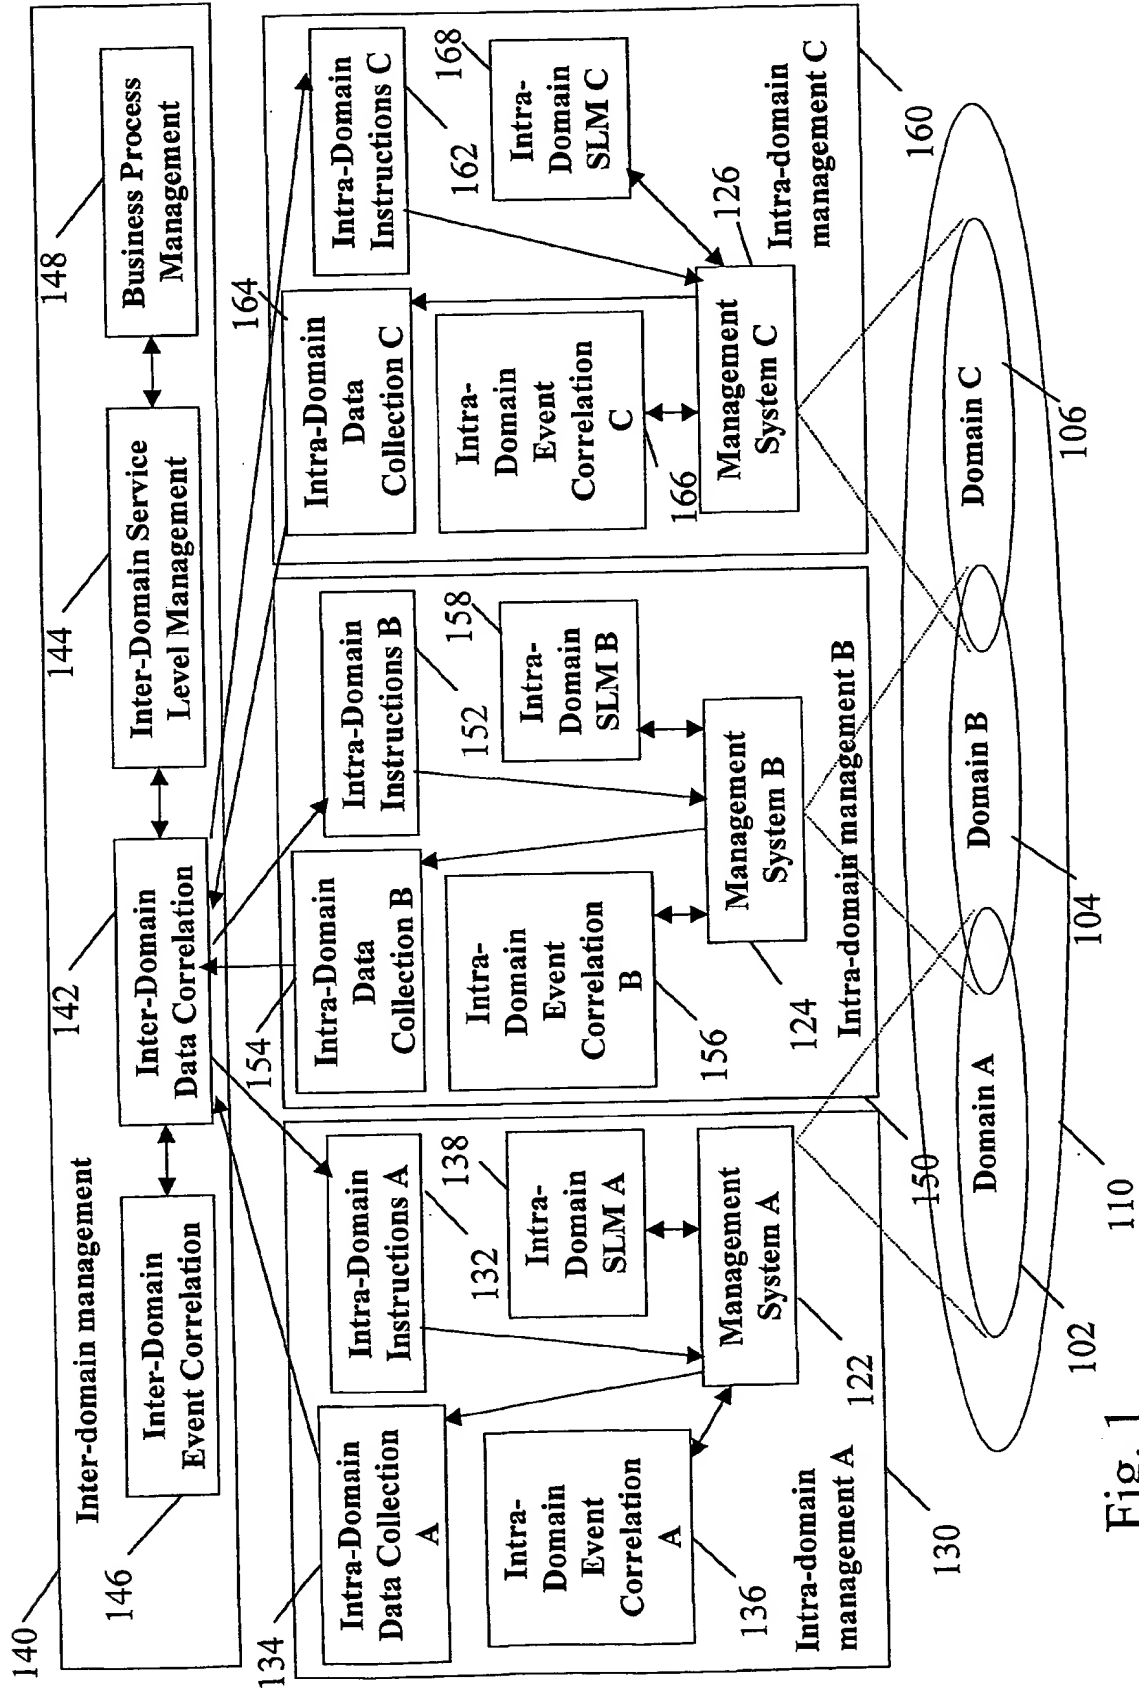 140
Inter-domain management
146
Inter-Domain
Event Correlation
142
Inter-Domain
Data Correlation
144
Inter-Domain Service
Level Management
148
Business Process
Management
134
Intra-Domain
Data Collection
A
Intra-Domain
Instructions A
132
138
Intra-
Domain
SLM A
Intra-
Domain
Event
Correlation
A
136
Management
System A
122
Intra-domain
management A
130
154
Intra-Domain
Data
Collection B
Intra-Domain
Instructions B
152
158
Intra-
Domain
SLM B
Intra-
Domain
Event
Correlation
B
156
Management
System B
124
Intra-domain management B
150
164
Intra-Domain
Data
Collection C
Intra-Domain
Instructions C
162
168
Intra-
Domain
SLM C
Intra-
Domain
Event
Correlation
C
166
Management
System C
126
Intra-domain
management C
160
Domain A
Domain B
Domain C
102
110
104
106
Fig. 1